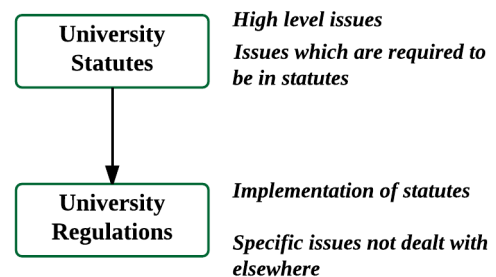 University
Statutes
High level issues
Issues which are required to
be in statutes
University
Regulations
Implementation of statutes
Specific issues not dealt with
elsewhere